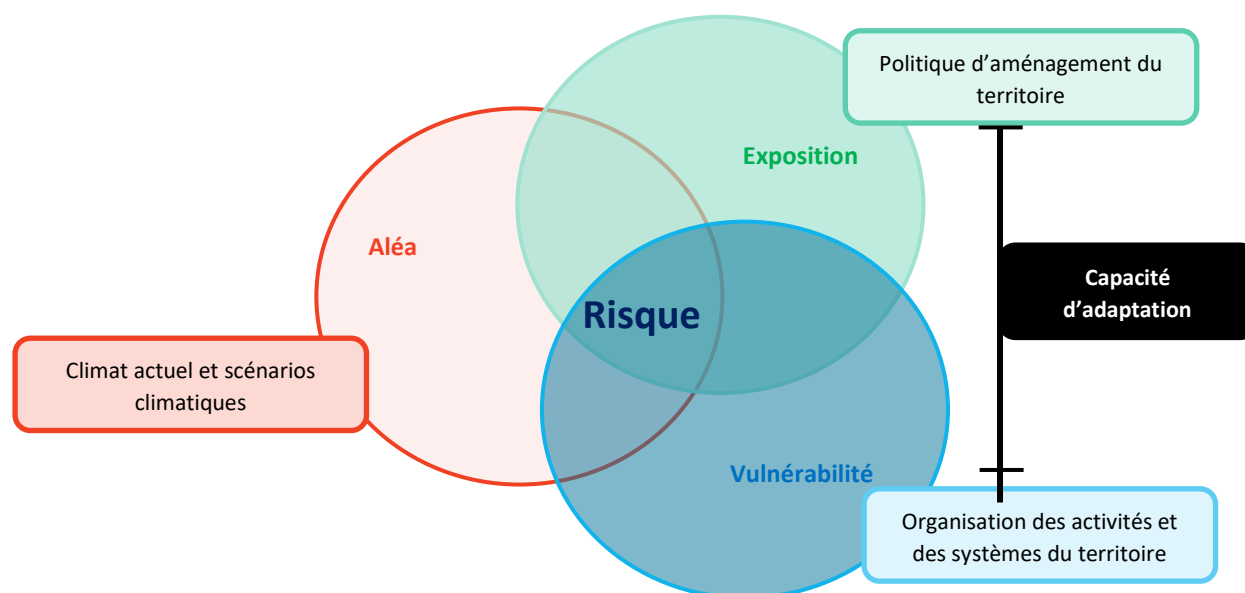 Politique d’aménagement du
territoire
Exposition
Aléa
Capacité
d’adaptation
Risque
Climat actuel et scénarios
climatiques
Vulnérabilité
Organisation des activités et
des systèmes du territoire